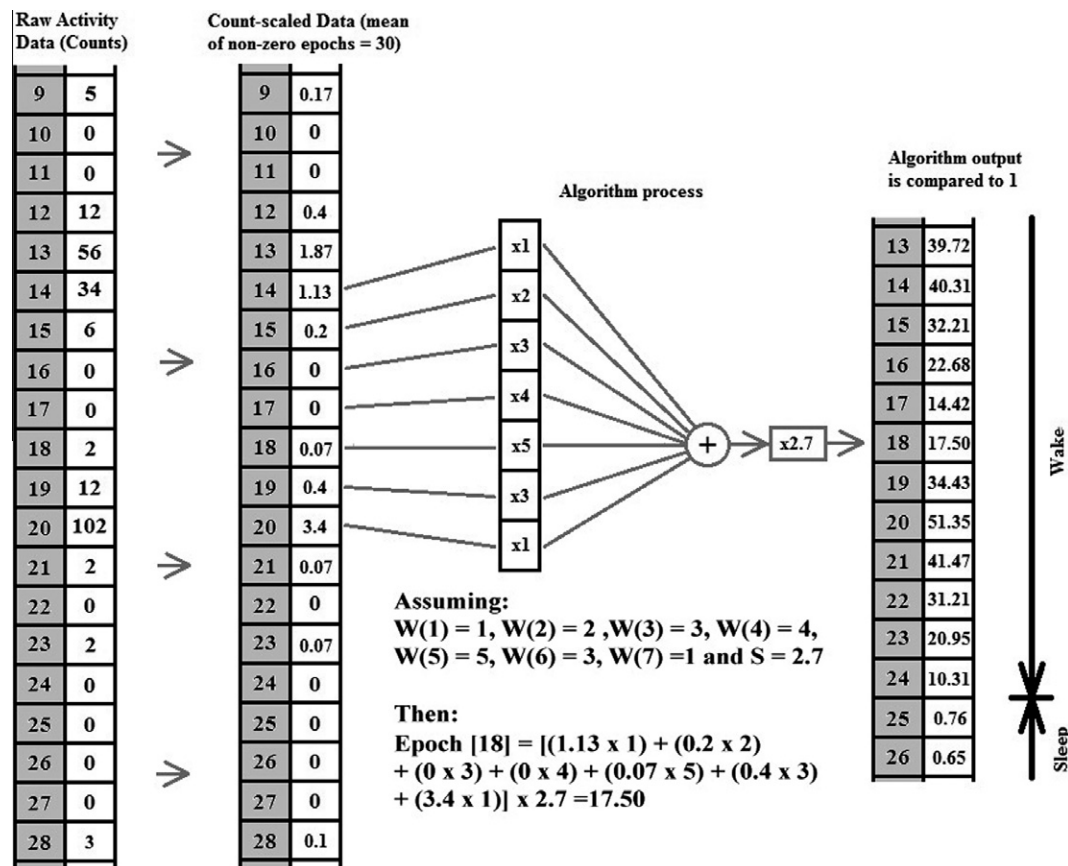 Raw Activity
Data (Counts)
Count-scaled Data (mean
of non-zero epochs = 30)
9 5
10 0
11 0
12 12
13 56
14 34
15 6
16 0
17 0
18 2
19 12
20 102
21 2
22 0
23 2
24 0
25 0
26 0
27 0
28 3
9 0.17
10 0
11 0
12 0.4
13 1.87
14 1.13
15 0.2
16 0
17 0
18 0.07
19 0.4
20 3.4
21 0.07
22 0
23 0.07
24 0
25 0
26 0
27 0
28 0.1
Algorithm process
x1
x2
x3
x4
x5
x3
x1
+
x2.7
Assuming:
W(1) = 1, W(2) = 2 ,W(3) = 3, W(4) = 4,
W(5) = 5, W(6) = 3, W(7) =1 and S = 2.7
Then:
Epoch [18] = [(1.13 x 1) + (0.2 x 2)
+ (0 x 3) + (0 x 4) + (0.07 x 5) + (0.4 x 3)
+ (3.4 x 1)] x 2.7 =17.50
Algorithm output
is compared to 1
13 39.72
14 40.31
15 32.21
16 22.68
17 14.42
18 17.50
19 34.43
20 51.35
21 41.47
22 31.21
23 20.95
24 10.31
25 0.76
26 0.65
Wake
Sleep